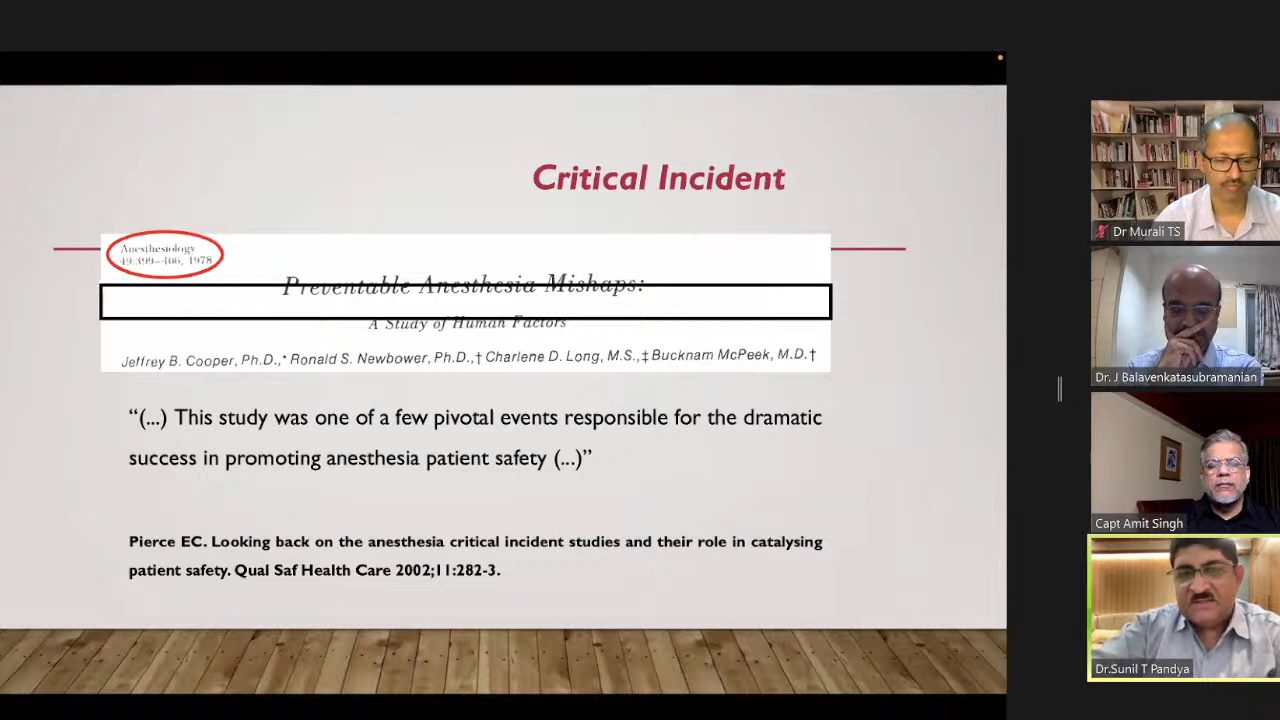 Critical Incident
Anesthesiology
49:399–406, 1978
Preventable Anesthesia Mishaps:
A Study of Human Factors
Jeffrey B. Cooper, Ph.D.,* Ronald S. Newbower, Ph.D.,† Charlene D. Long, M.S.,‡ Bucknam McPeek, M.D.†
“(...) This study was one of a few pivotal events responsible for the dramatic
success in promoting anesthesia patient safety (...)”
Pierce EC. Looking back on the anesthesia critical incident studies and their role in catalysing
patient safety. Qual Saf Health Care 2002;11:282-3.
Dr Murali TS
Dr. J Balavenkatasubramanian
Capt Amit Singh
Dr.Sunil T Pandya